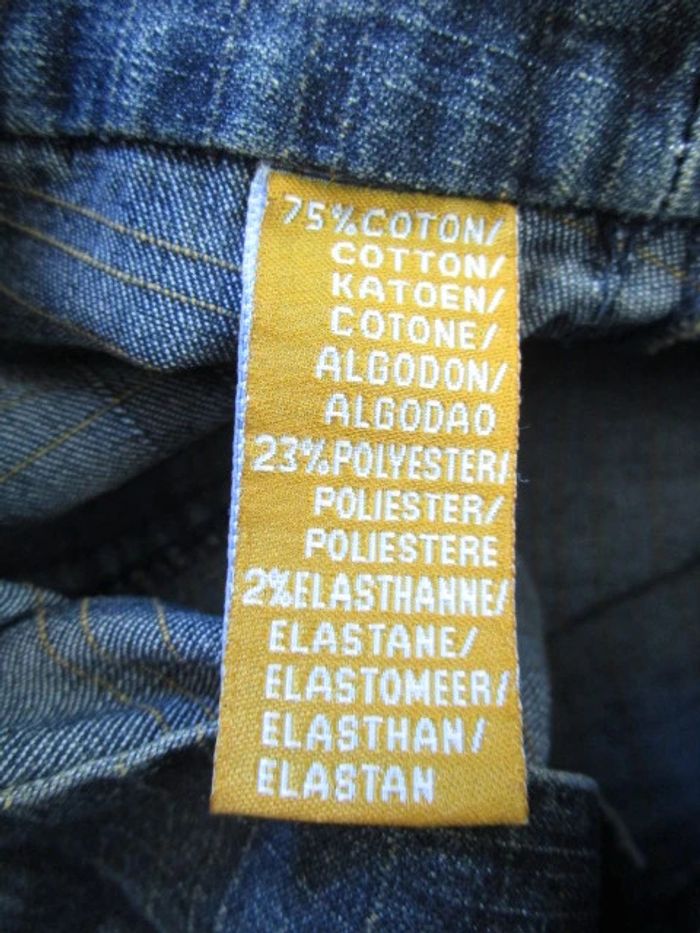 75%COTON/
COTTON/
KATOEN/
COTONE/
ALGODON/
ALGODAO
23%POLYESTER/
POLIESTER/
POLIESTERE
2%ELASTHANNE/
ELASTANE/
ELASTOMEER/
ELASTHAN/
ELASTAN